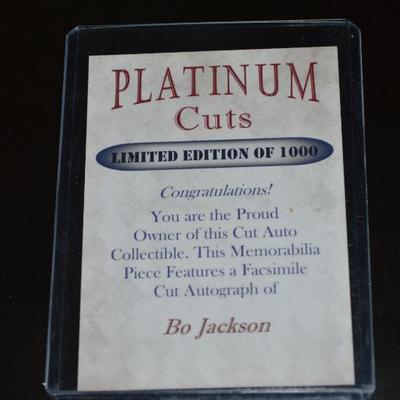 PLATINUM
Cuts
LIMITED EDITION OF 1000
Congratulations!
You are the Proud
Owner of this Cut Auto
Collectible. This Memorabilia
Piece Features a Facsimile
Cut Autograph of
Bo Jackson